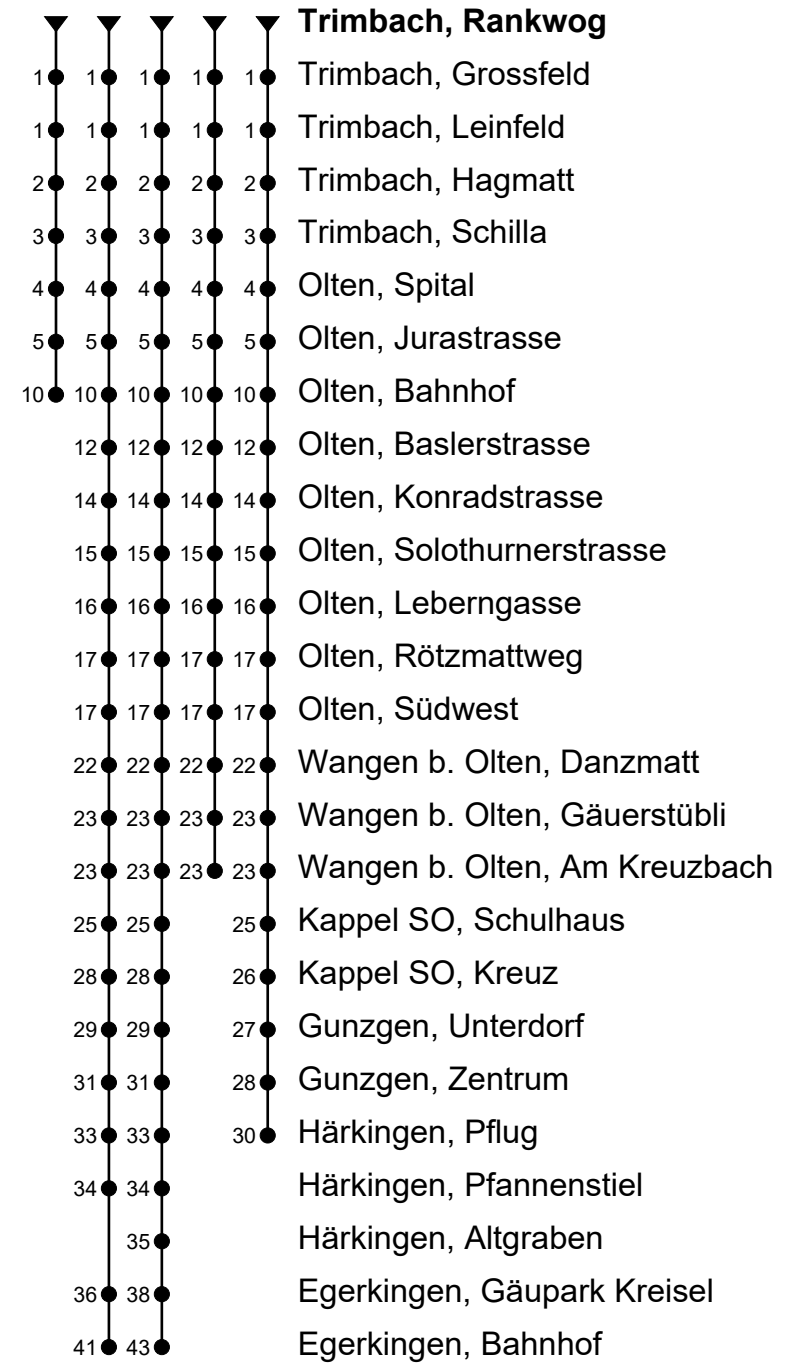 Trimbach, Rankwog
1 1 1 1 1 Trimbach, Grossfeld
1 1 1 1 1 Trimbach, Leinfeld
2 2 2 2 2 Trimbach, Hagmatt
3 3 3 3 3 Trimbach, Schilla
4 4 4 4 4 Olten, Spital
5 5 5 5 5 Olten, Jurastrasse
10 10 10 10 10 Olten, Bahnhof
12 12 12 12 Olten, Baslerstrasse
14 14 14 14 Olten, Konradstrasse
15 15 15 15 Olten, Solothurnerstrasse
16 16 16 16 Olten, Leberngasse
17 17 17 17 Olten, Rötzmattweg
17 17 17 17 Olten, Südwest
22 22 22 22 Wangen b. Olten, Danzmatt
23 23 23 23 Wangen b. Olten, Gäuerstübli
23 23 23 23 Wangen b. Olten, Am Kreuzbach
25 25 25 Kappel SO, Schulhaus
28 28 26 Kappel SO, Kreuz
29 29 27 Gunzgen, Unterdorf
31 31 28 Gunzgen, Zentrum
33 33 30 Härkingen, Pflug
34 34 Härkingen, Pfannenstiel
35 Härkingen, Altgraben
36 38 Egerkingen, Gäupark Kreisel
41 43 Egerkingen, Bahnhof